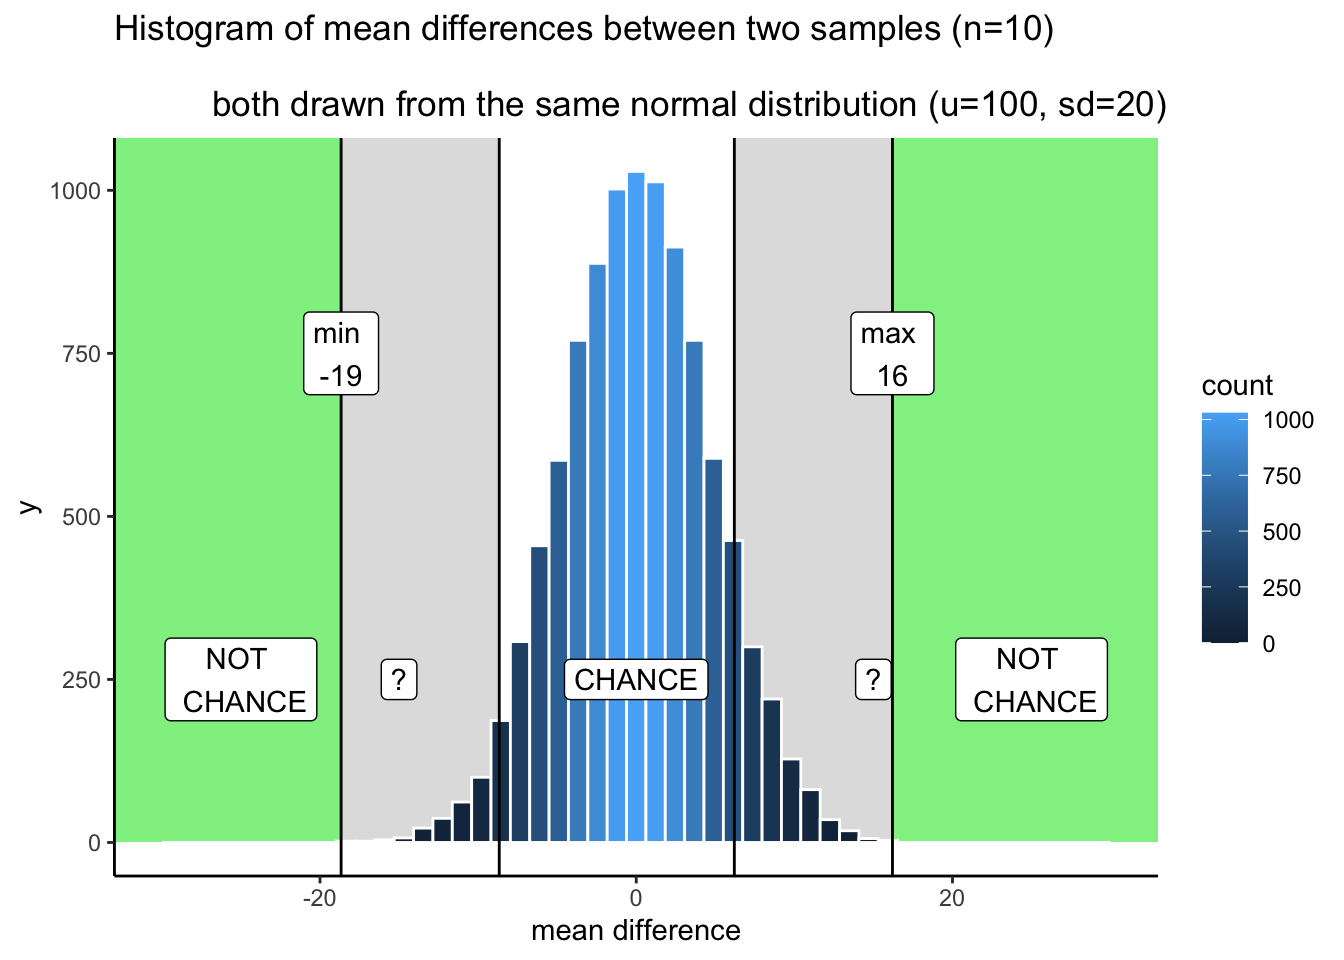 Histogram of mean differences between two samples (n=10)
both drawn from the same normal distribution (u=100, sd=20)
1000
750
500
250
0
y
min
-19
max
16
NOT
CHANCE
?
CHANCE
?
NOT
CHANCE
-20
0
20
mean difference
count
1000
750
500
250
0